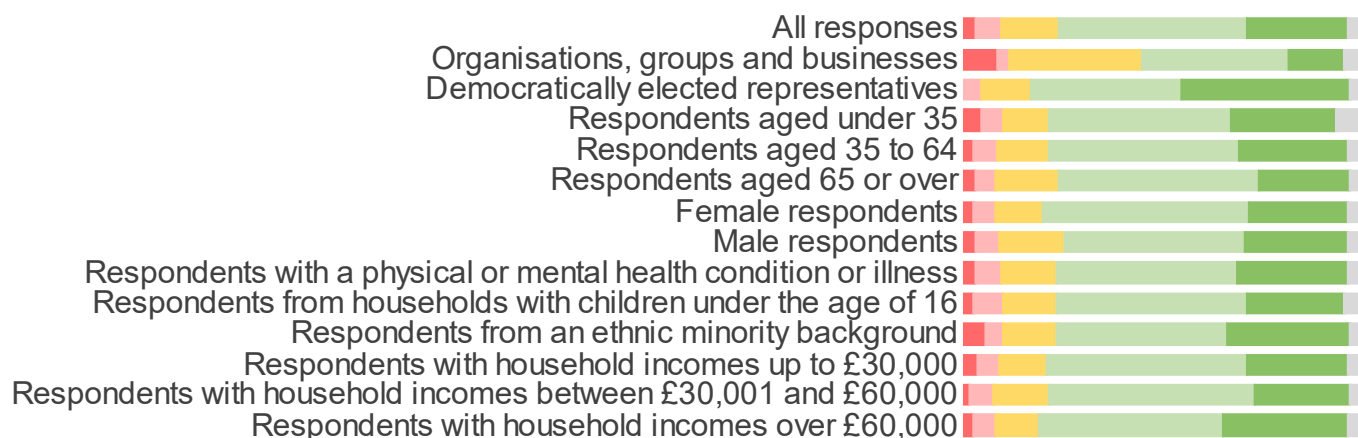 All responses
Organisations, groups and businesses
Democratically elected representatives
Respondents aged under 35
Respondents aged 35 to 64
Respondents aged 65 or over
Female respondents
Male respondents
Respondents with a physical or mental health condition or illness
Respondents from households with children under the age of 16
Respondents from an ethnic minority background
Respondents with household incomes up to £30,000
Respondents with household incomes between £30,001 and £60,000
Respondents with household incomes over £60,000